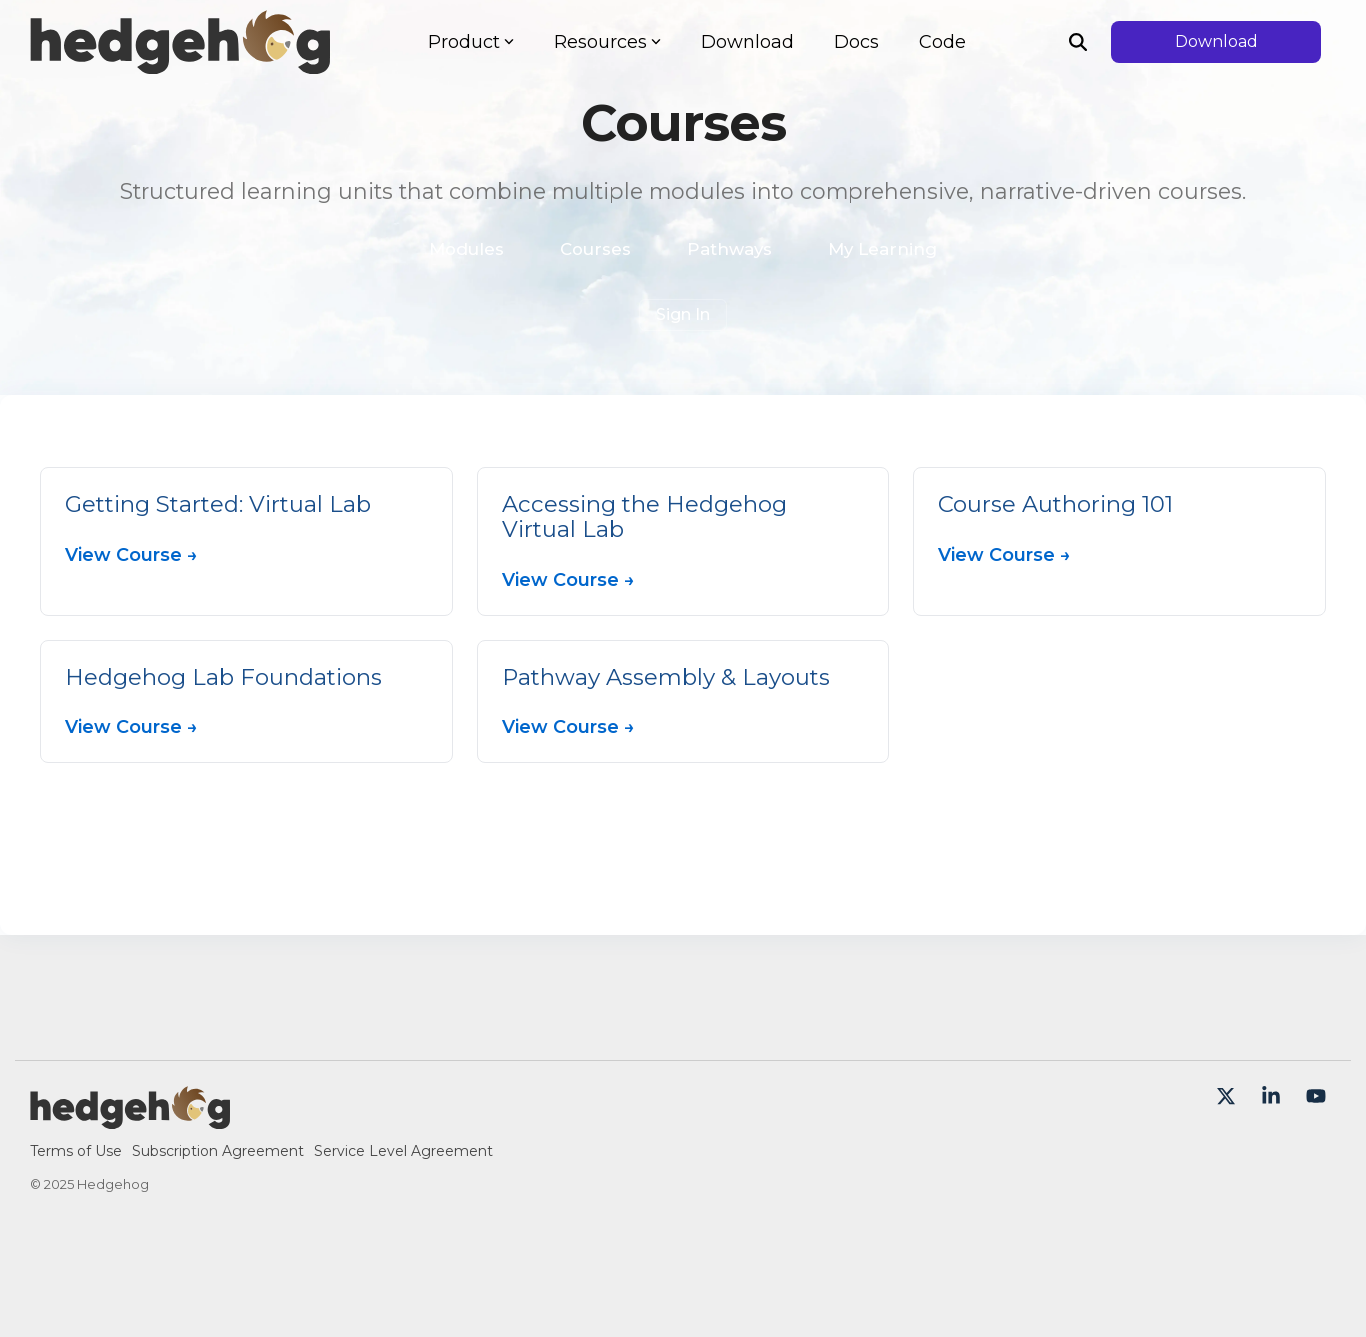 hedgehog
Product
Resources
Download
Docs
Code
Download
Courses
Structured learning units that combine multiple modules into comprehensive, narrative-driven courses.
Modules
Courses
Pathways
My Learning
Sign In
Getting Started: Virtual Lab
View Course →
Accessing the Hedgehog
Virtual Lab
View Course →
Course Authoring 101
View Course →
Hedgehog Lab Foundations
View Course →
Pathway Assembly & Layouts
View Course →
hedgehog
Terms of Use Subscription Agreement Service Level Agreement
© 2025 Hedgehog